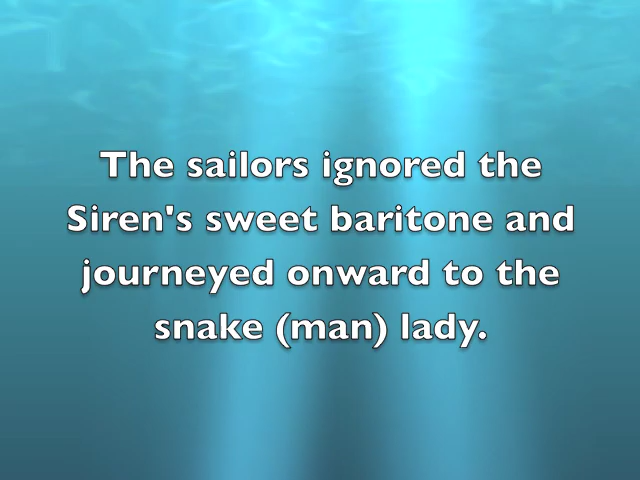 The sailors ignored the
Siren's sweet baritone and
journeyed onward to the
snake (man) lady.